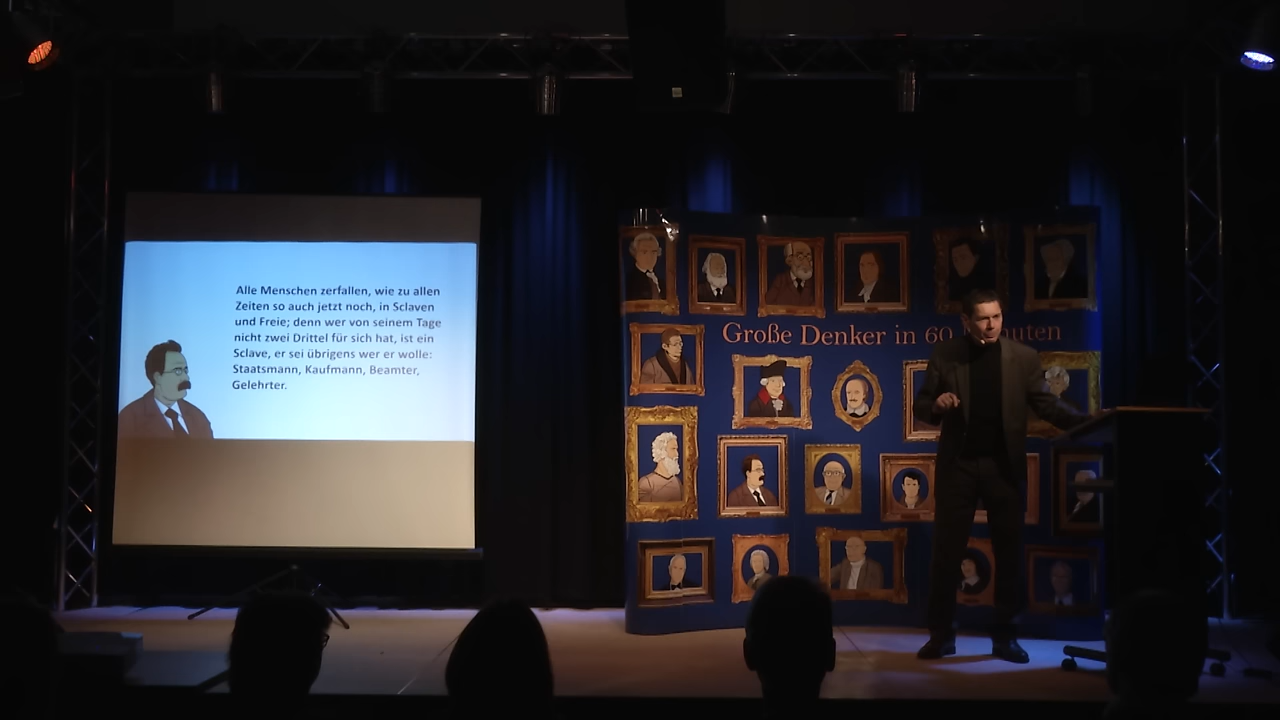 Alle Menschen zerfallen, wie zu allen
Zeiten so auch jetzt noch, in Sclaven
und Freie; denn wer von seinem Tage
nicht zwei Drittel für sich hat, ist ein
Sclave, er sei übrigens wer er wolle:
Staatsmann, Kaufmann, Beamter,
Gelehrter.
Große Denker in 60